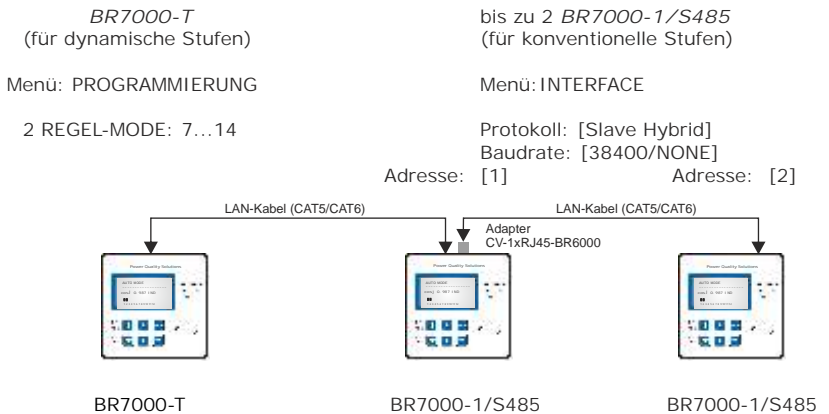 BR7000-T
bis zu 2 BR7000-1/S485
(für dynamische Stufen)
(für konventionelle Stufen)
Menü: PROGRAMMIERUNG
Menü: INTERFACE
2 REGEL-MODE: 7...14
Protokoll: [Slave Hybrid]
Baudrate: [38400/NONE]
Adresse: [1]
Adresse: [2]
LAN-Kabel (CAT5/CAT6)
LAN-Kabel (CAT5/CAT6)
Adapter
CV-1xRJ45-BR6000
Power Quality Solutions
AUTO MODE
Power Quality Solutions
AUTO MODE
Power Quality Solutions
AUTO MODE
BR7000-T
BR7000-1/S485
BR7000-1/S485